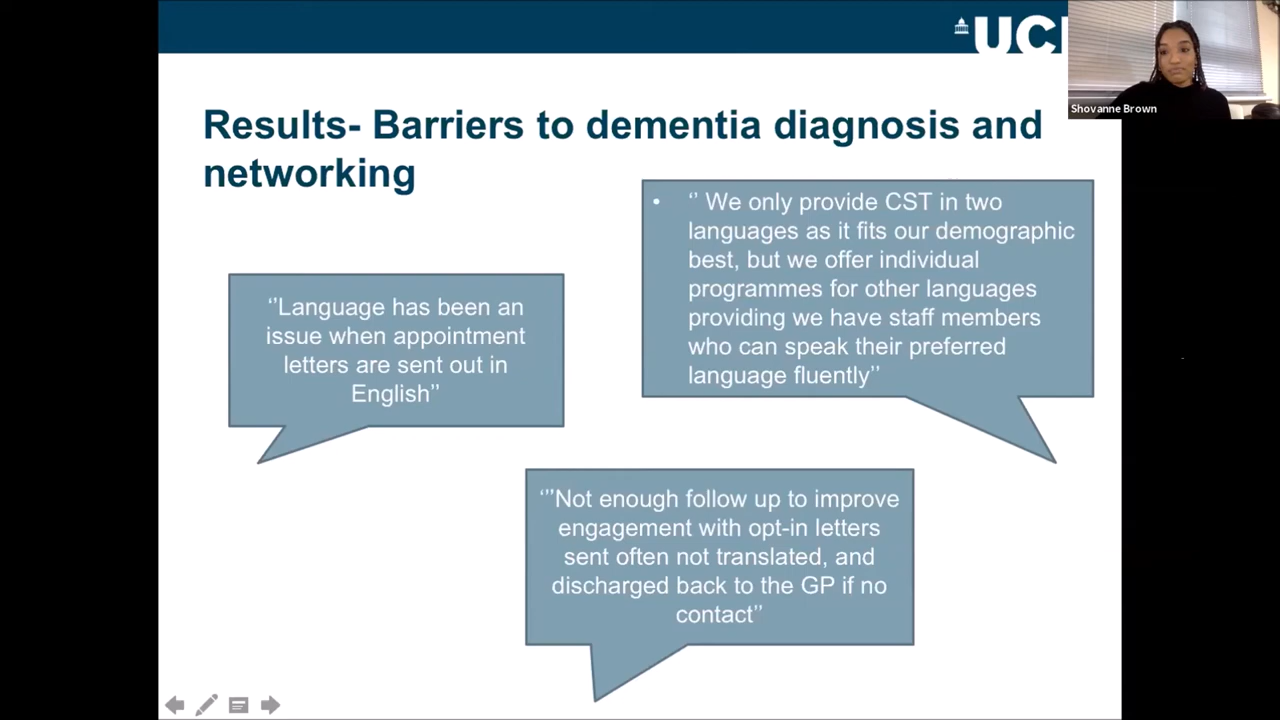 UCL
Shovanne Brown
Results- Barriers to dementia diagnosis and
networking
• ‘’ We only provide CST in two
languages as it fits our demographic
best, but we offer individual
programmes for other languages
providing we have staff members
who can speak their preferred
language fluently’’
‘’Language has been an
issue when appointment
letters are sent out in
English’’
‘’’Not enough follow up to improve
engagement with opt-in letters
sent often not translated, and
discharged back to the GP if no
contact’’